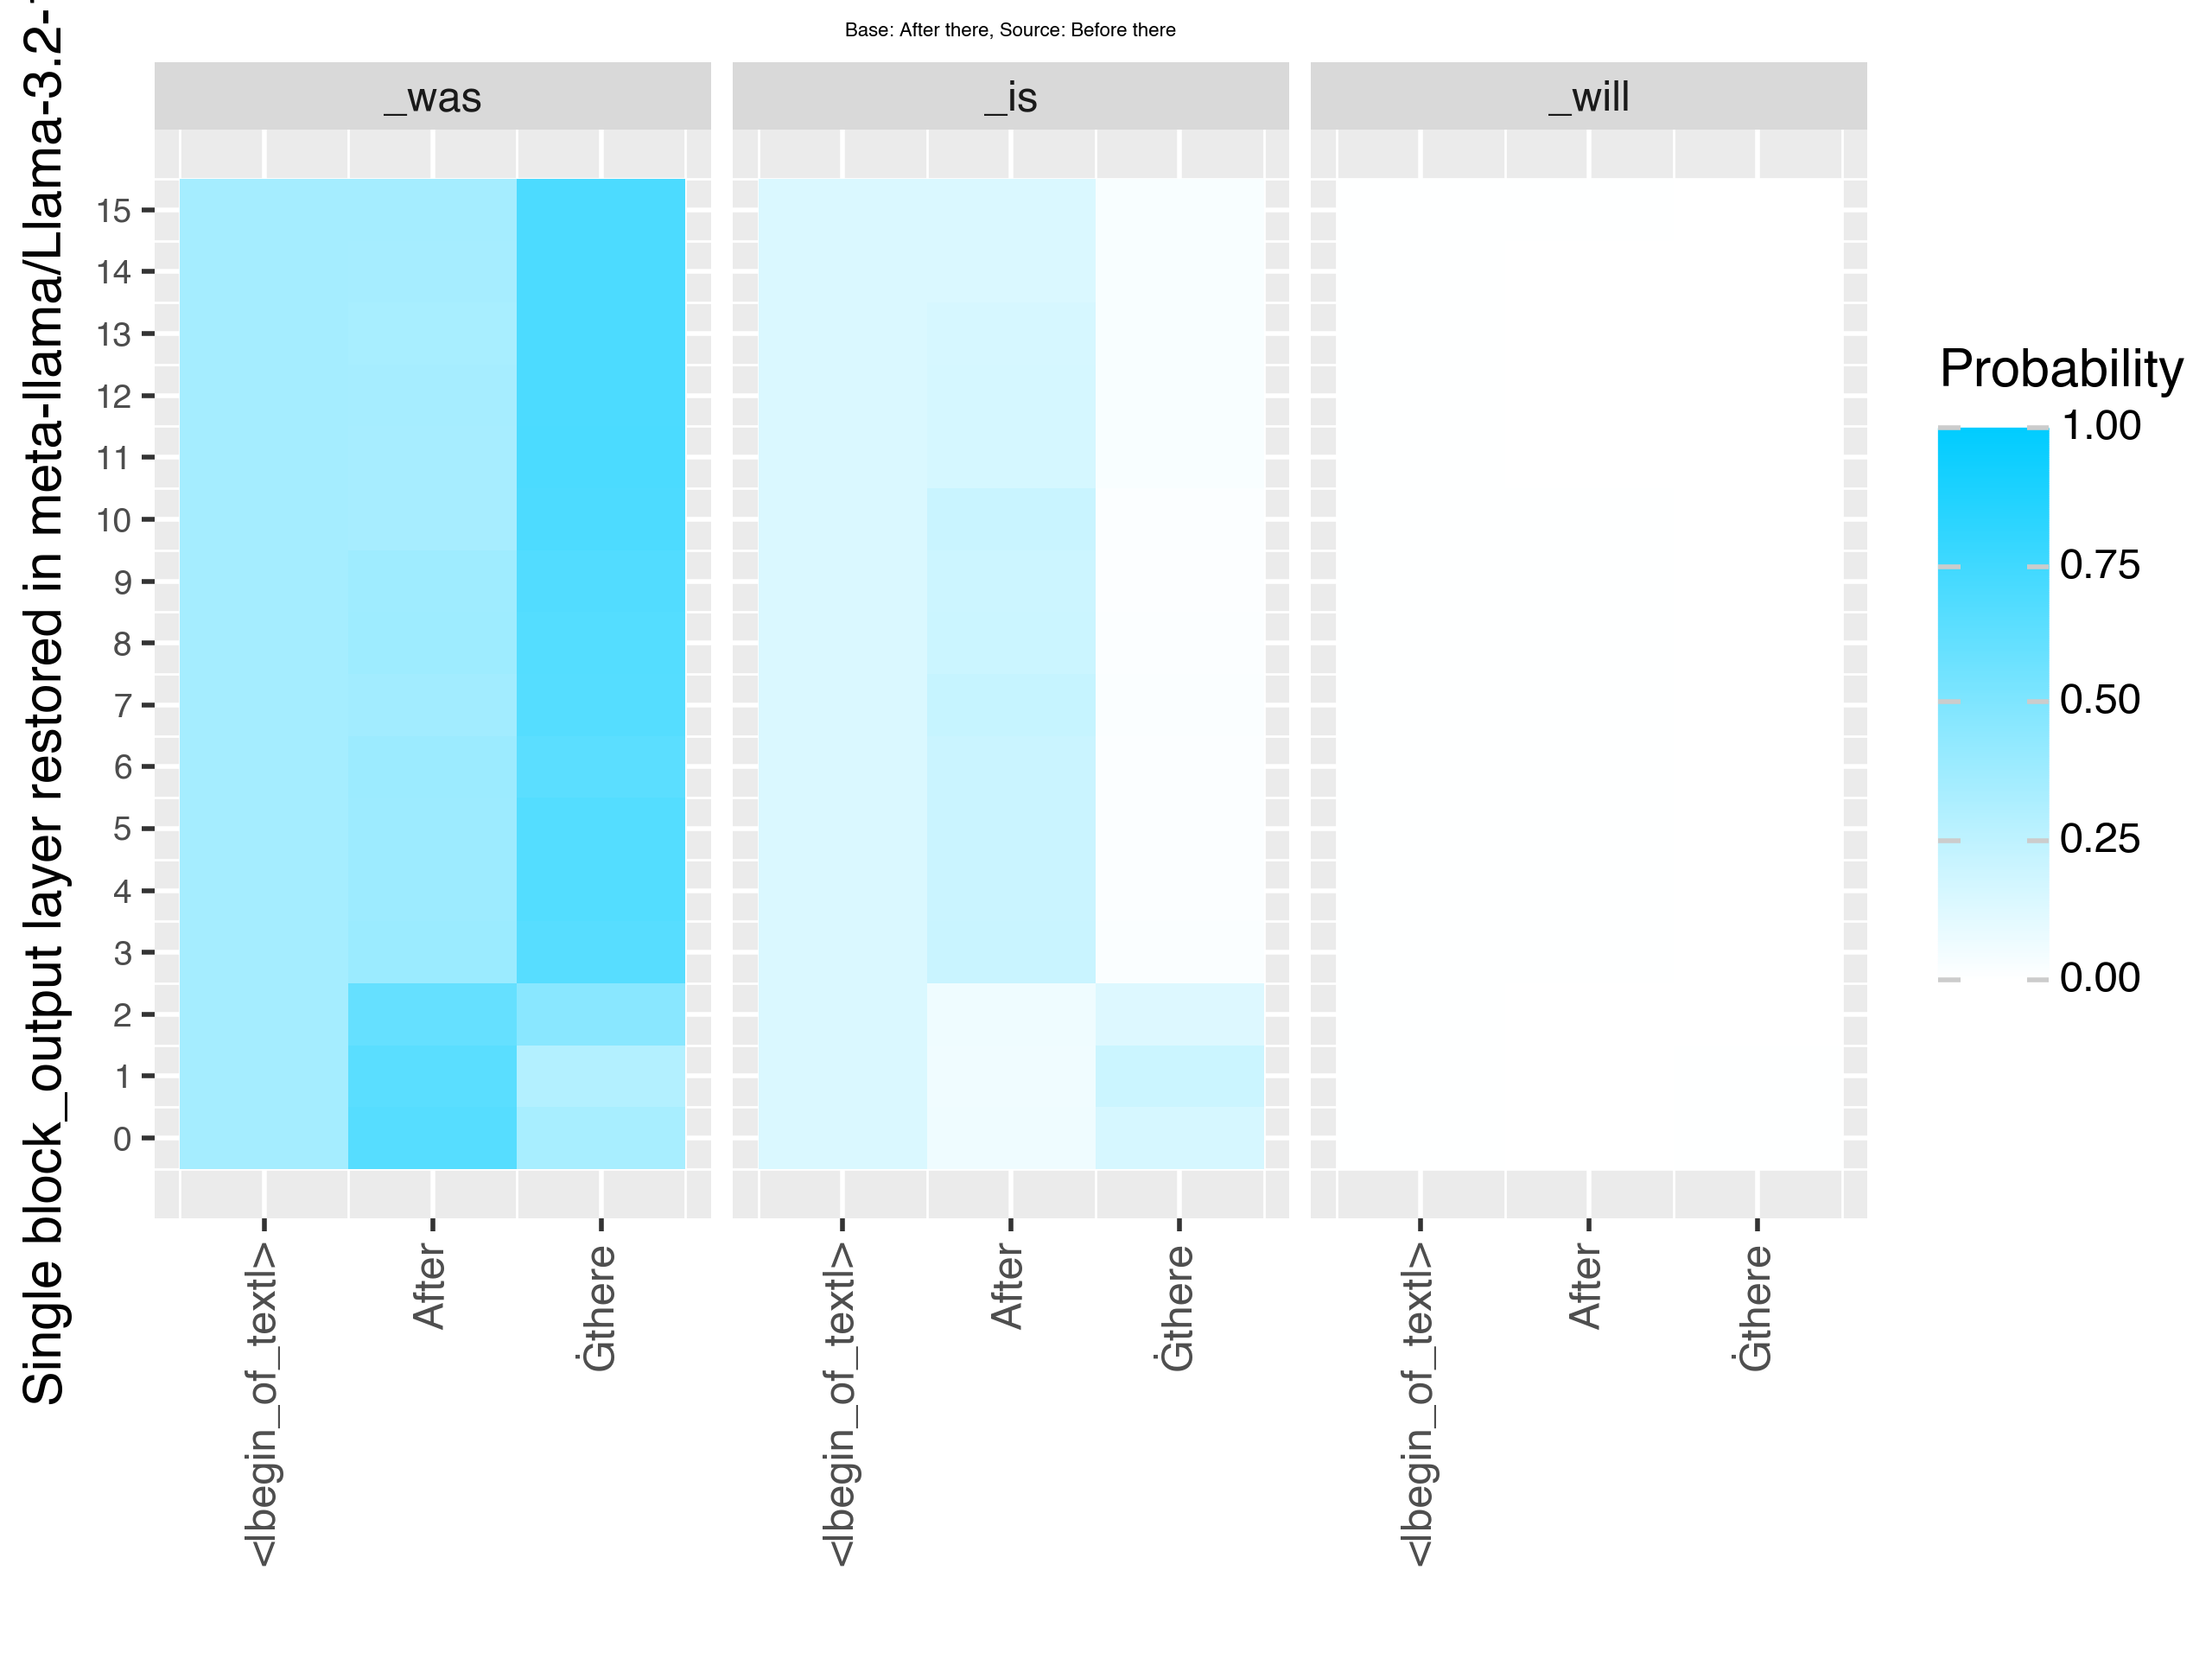 Base: After there, Source: Before there
_was
_is
_will
Single block_output layer restored in meta-llama/Llama-3.2-
15
14
13
12
11
10
9
8
7
6
5
4
3
2
1
0
<|begin_of_text|>
After
Ġthere
<|begin_of_text|>
After
Ġthere
<|begin_of_text|>
After
Ġthere
Probability
1.00
0.75
0.50
0.25
0.00